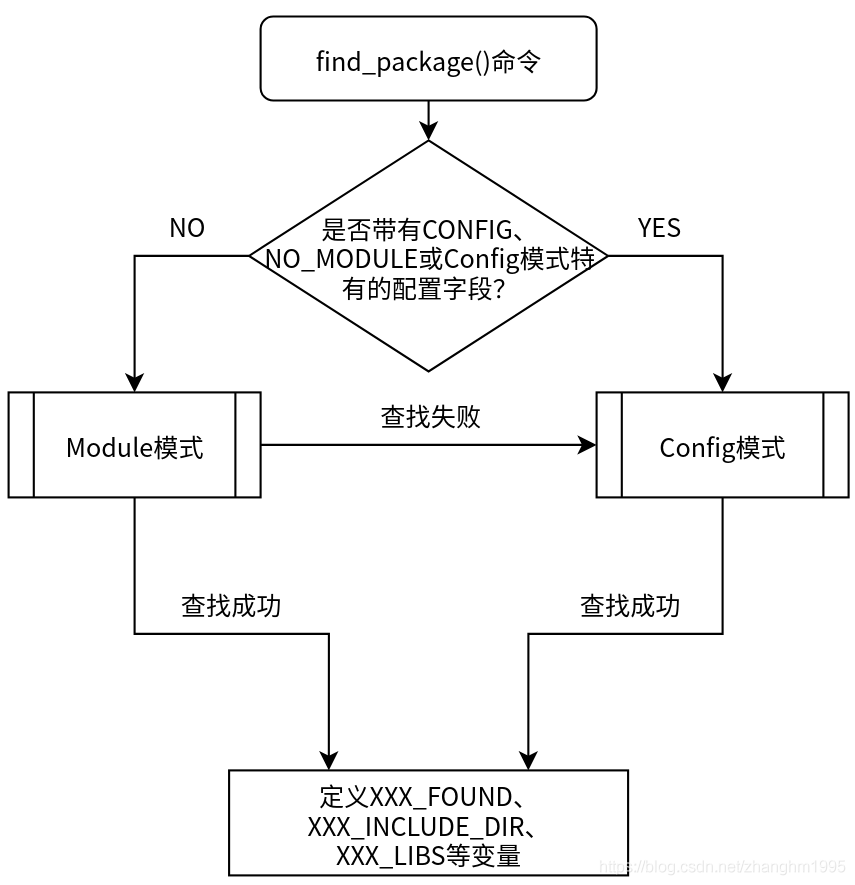 find_package()命令
是否带有CONFIG、
NO_MODULE或Config模式特
有的配置字段?
NO
YES
Module模式
查找失败
Config模式
查找成功
查找成功
定义XXX_FOUND、
XXX_INCLUDE_DIR、
XXX_LIBS等变量
https://blog.csdn.net/zhanghm1995